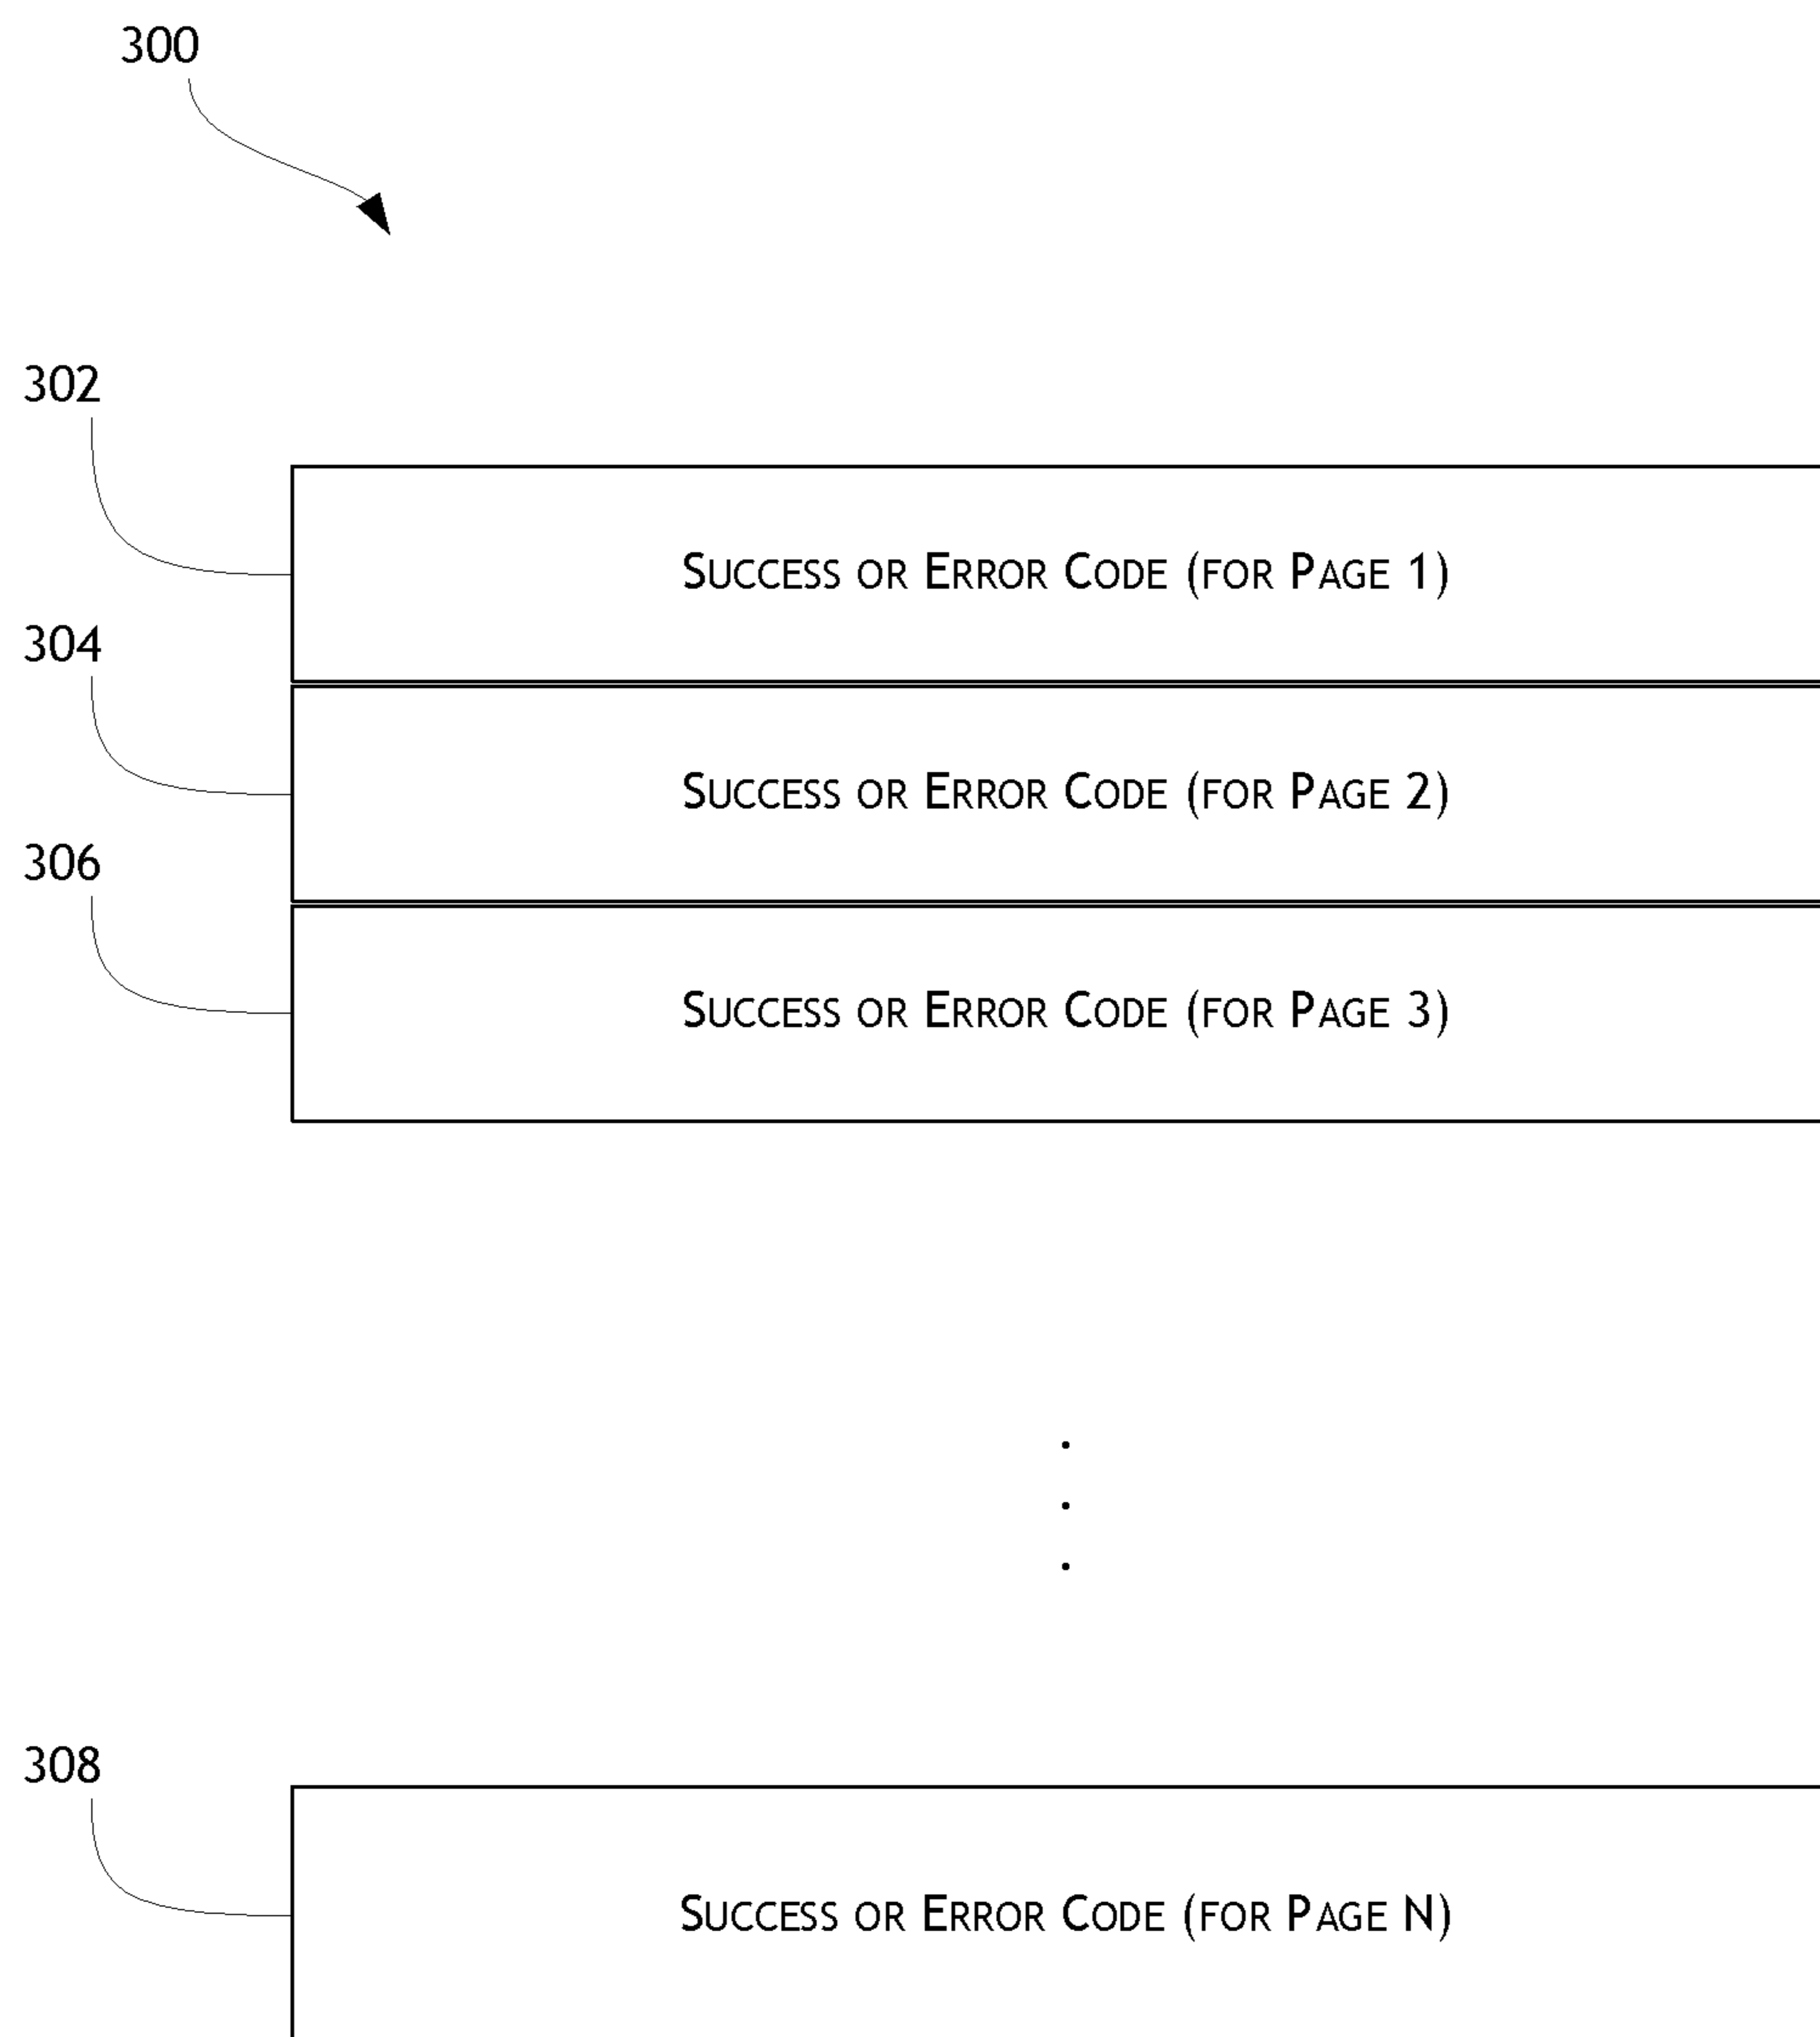 300
302
Success or Error Code (for Page 1)
304
Success or Error Code (for Page 2)
306
Success or Error Code (for Page 3)
.
.
.
308
Success or Error Code (for Page N)